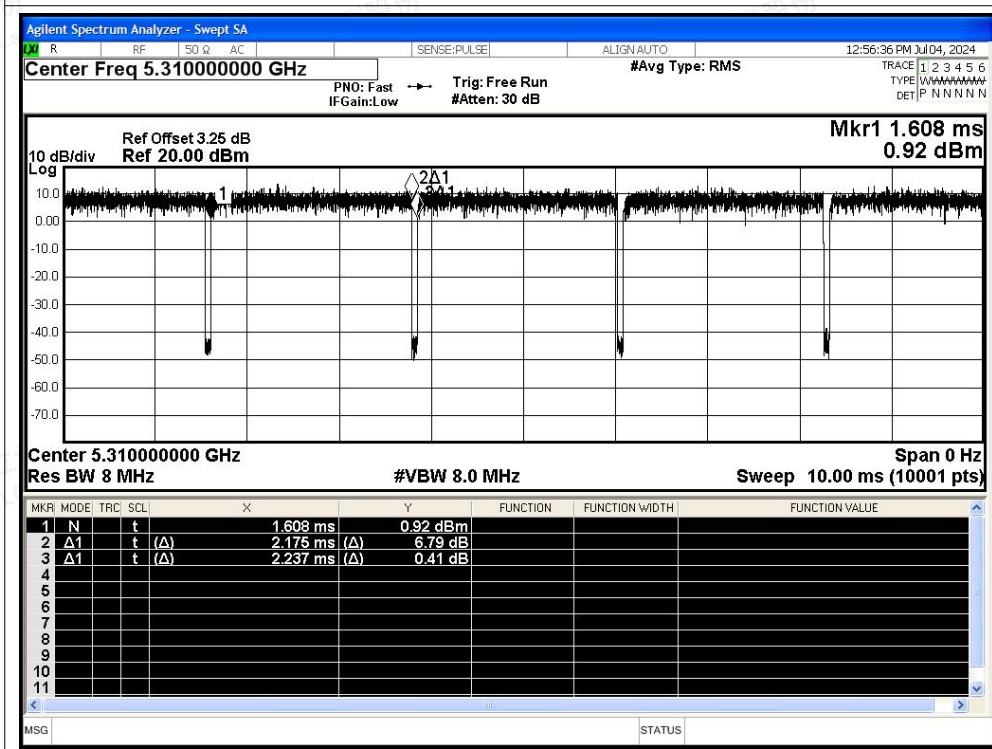 Agilent Spectrum Analyzer - Swept SA
LXI R RF 50 Ω AC SENSE:PULSE ALIGN AUTO 12:56:36 PM Jul 04, 2024
Center Freq 5.310000000 GHz #Avg Type: RMS TRACE 1 2 3 4 5 6
PNO: Fast Trig: Free Run TYPE WWWWWW
IFGain:Low #Atten: 30 dB DET P N N N N N
Mkr1 1.608 ms
Ref Offset 3.25 dB
10 dB/div Ref 20.00 dBm 0.92 dBm
Log
2Δ1
10.0
1
3Δ1
0.00
-10.0
-20.0
-30.0
-40.0
-50.0
-60.0
-70.0
Center 5.310000000 GHz Span 0 Hz
Res BW 8 MHz #VBW 8.0 MHz Sweep 10.00 ms (10001 pts)
MKR MODE TRC SCL X Y FUNCTION FUNCTION WIDTH FUNCTION VALUE
1 N t 1.608 ms 0.92 dBm
2 Δ1 t (Δ) 2.175 ms (Δ) 6.79 dB
3 Δ1 t (Δ) 2.237 ms (Δ) 0.41 dB
4
5
6
7
8
9
10
11
MSG STATUS